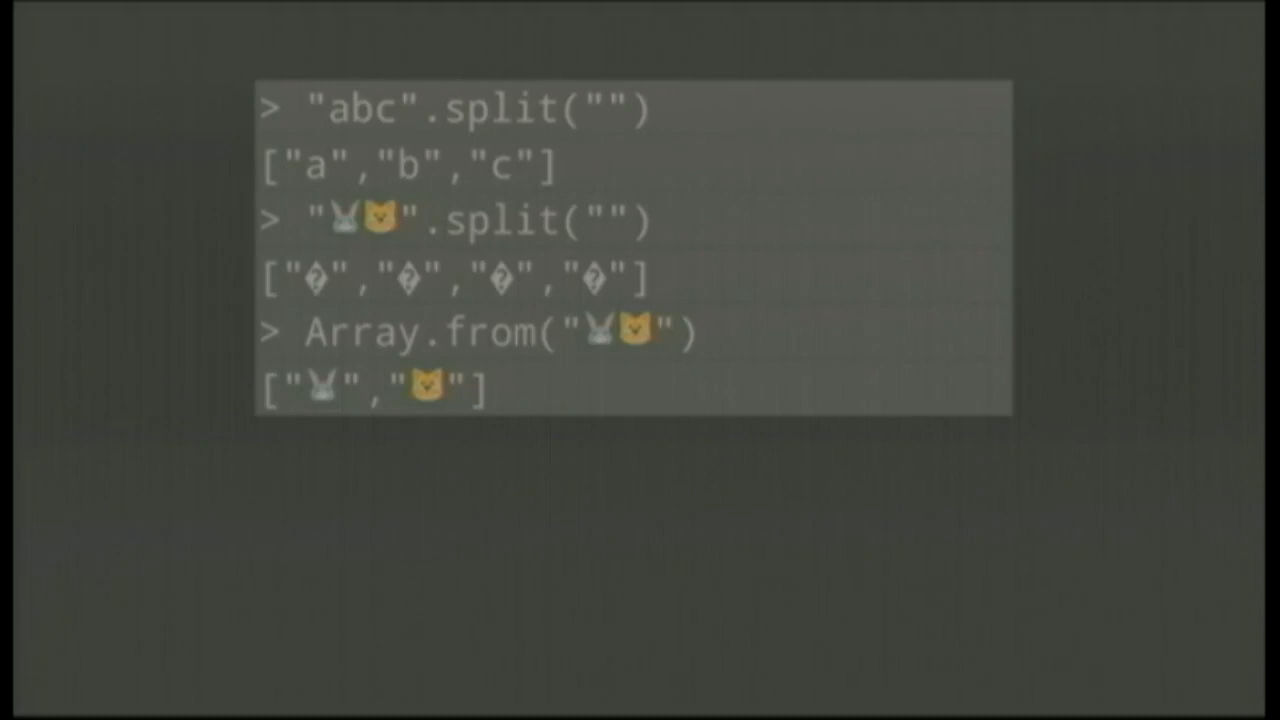 > "abc".split("")
["a","b","c"]
> "🐰🐱".split("")
["�","�","�","�"]
> Array.from("🐰🐱")
["🐰","🐱"]